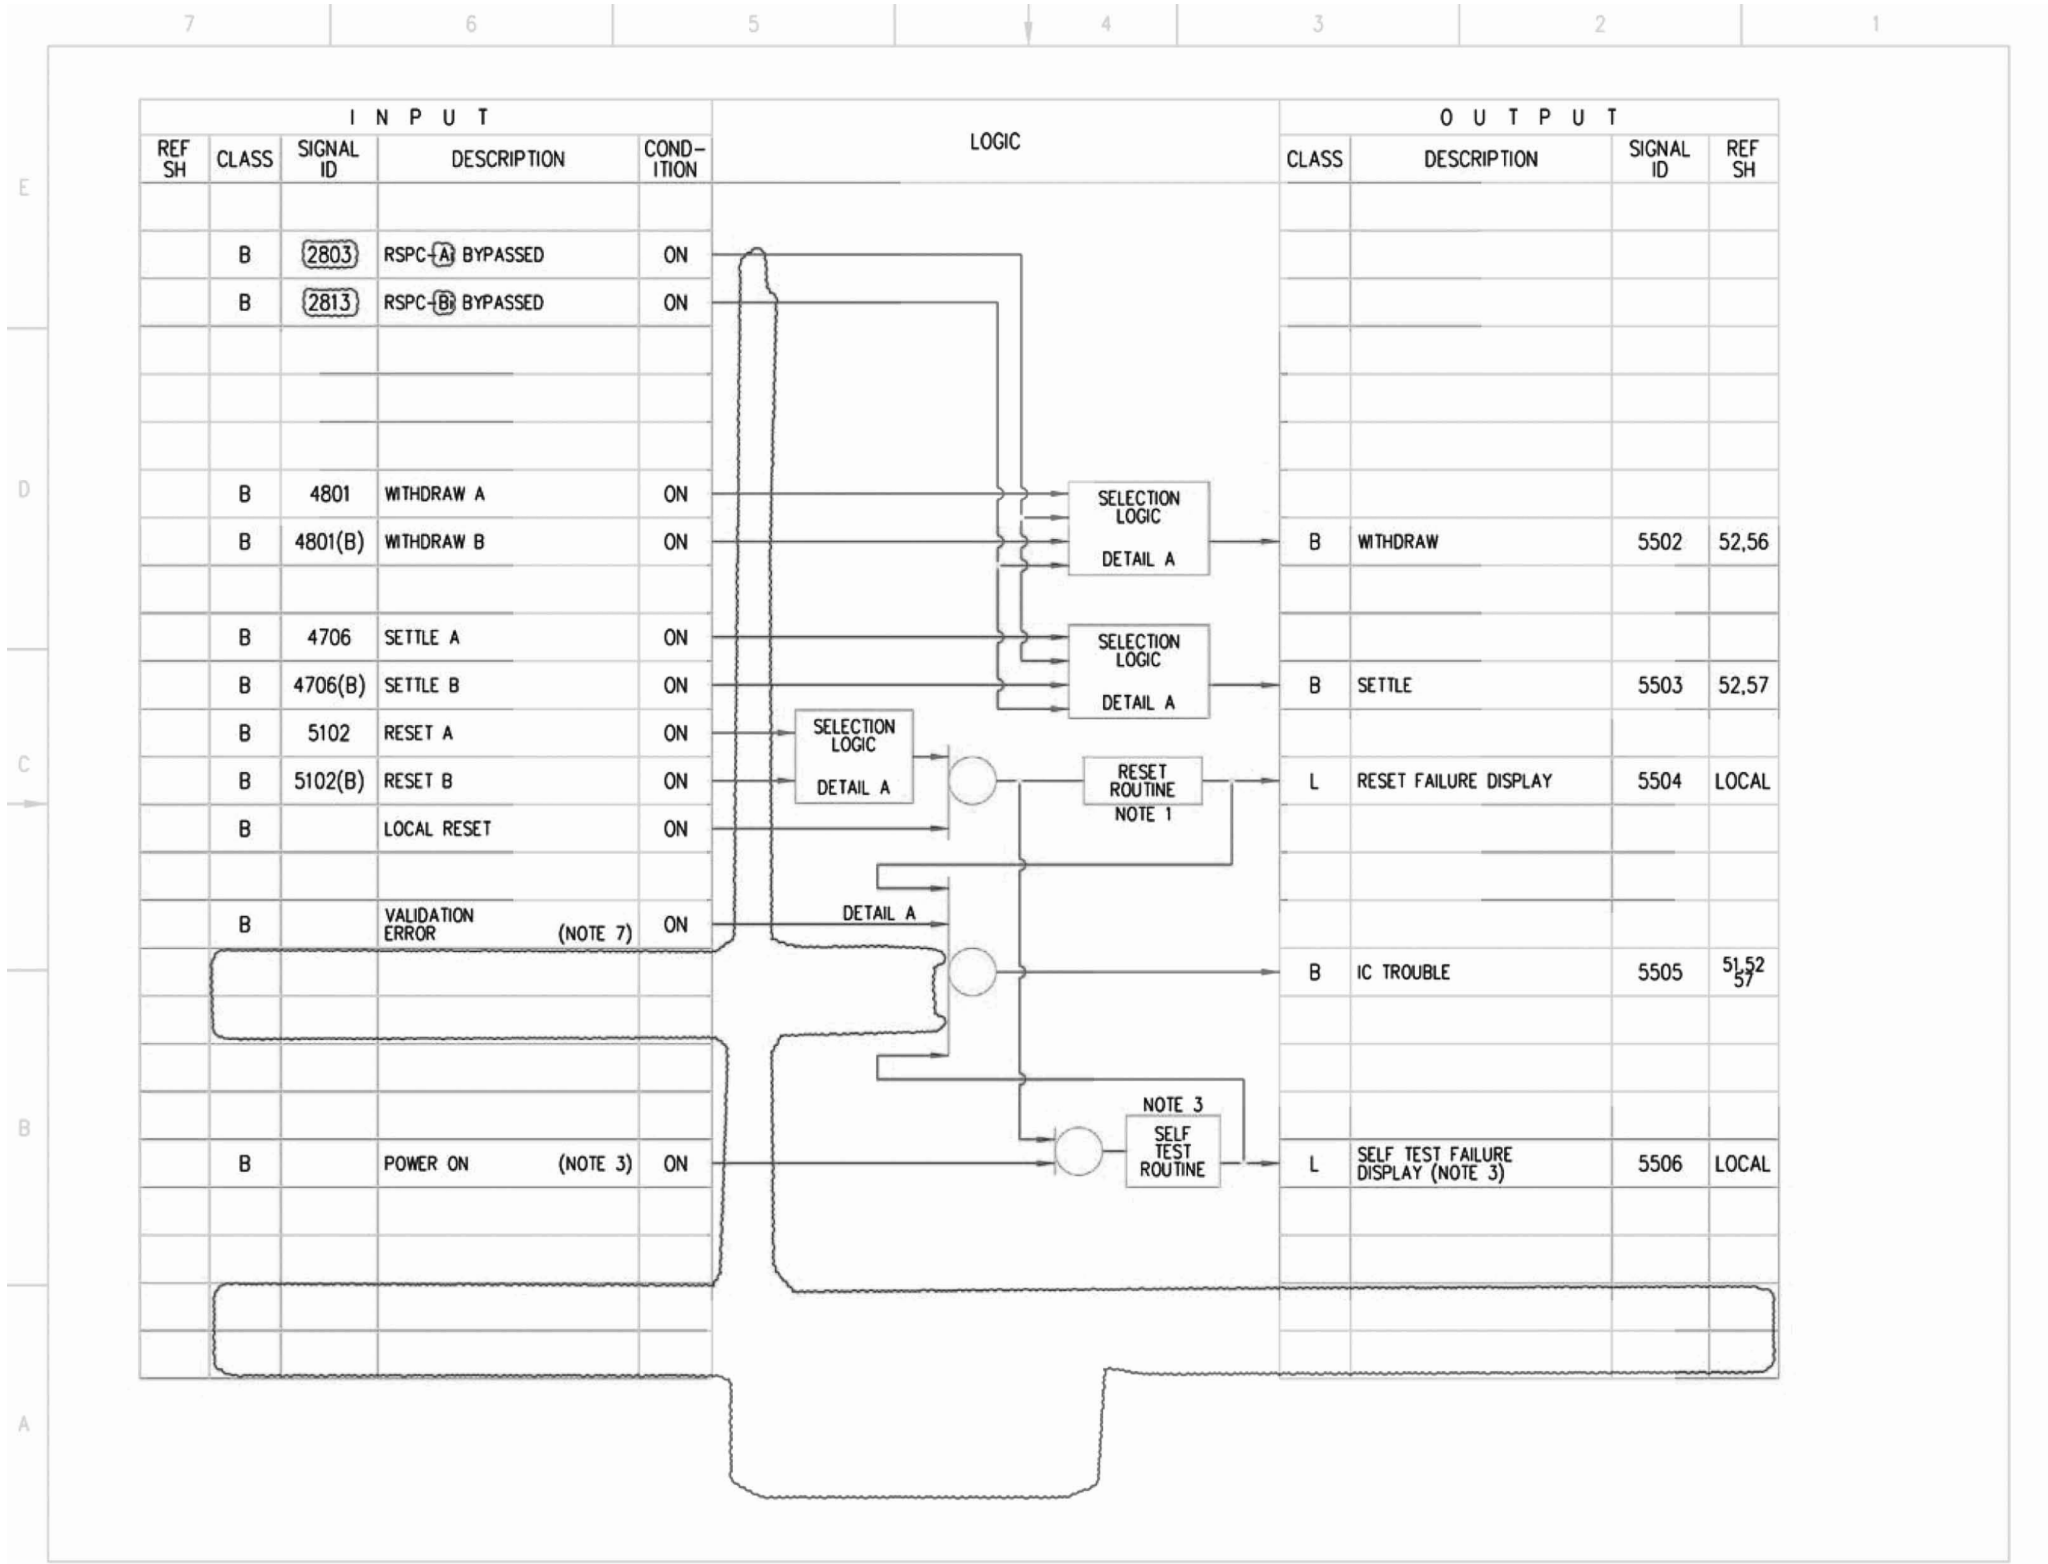 7 6 5 4 3 2 1
E
D
C
B
A
I N P U T
LOGIC
O U T P U T
REF SH
CLASS
SIGNAL ID
DESCRIPTION
COND-ITION
CLASS
DESCRIPTION
SIGNAL ID
REF SH
B 2803 RSPC-A BYPASSED ON
B 2813 RSPC-B BYPASSED ON
B 4801 WITHDRAW A ON
B 4801(B) WITHDRAW B ON
B 4706 SETTLE A ON
B 4706(B) SETTLE B ON
B 5102 RESET A ON
B 5102(B) RESET B ON
B LOCAL RESET ON
B VALIDATION
ERROR (NOTE 7) ON
B POWER ON (NOTE 3) ON
SELECTION
LOGIC
DETAIL A
SELECTION
LOGIC
DETAIL A
SELECTION
LOGIC
DETAIL A
RESET
ROUTINE
NOTE 1
DETAIL A
NOTE 3
SELF
TEST
ROUTINE
B WITHDRAW 5502 52,56
B SETTLE 5503 52,57
L RESET FAILURE DISPLAY 5504 LOCAL
B IC TROUBLE 5505 51,52
57
L SELF TEST FAILURE
DISPLAY (NOTE 3) 5506 LOCAL